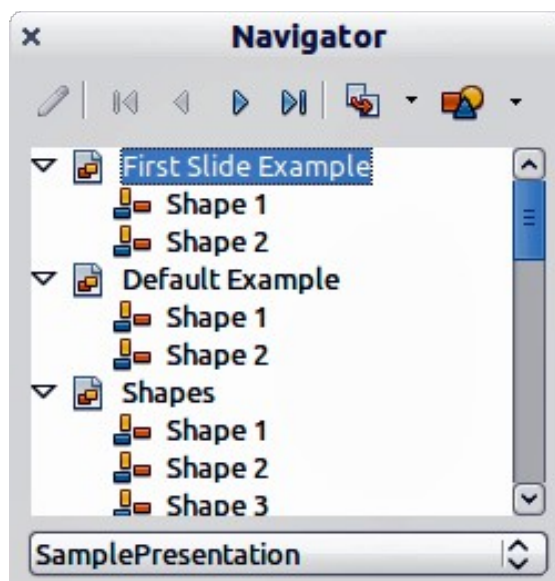 Navigator
First Slide Example
Shape 1
Shape 2
Default Example
Shape 1
Shape 2
Shapes
Shape 1
Shape 2
Shape 3
SamplePresentation